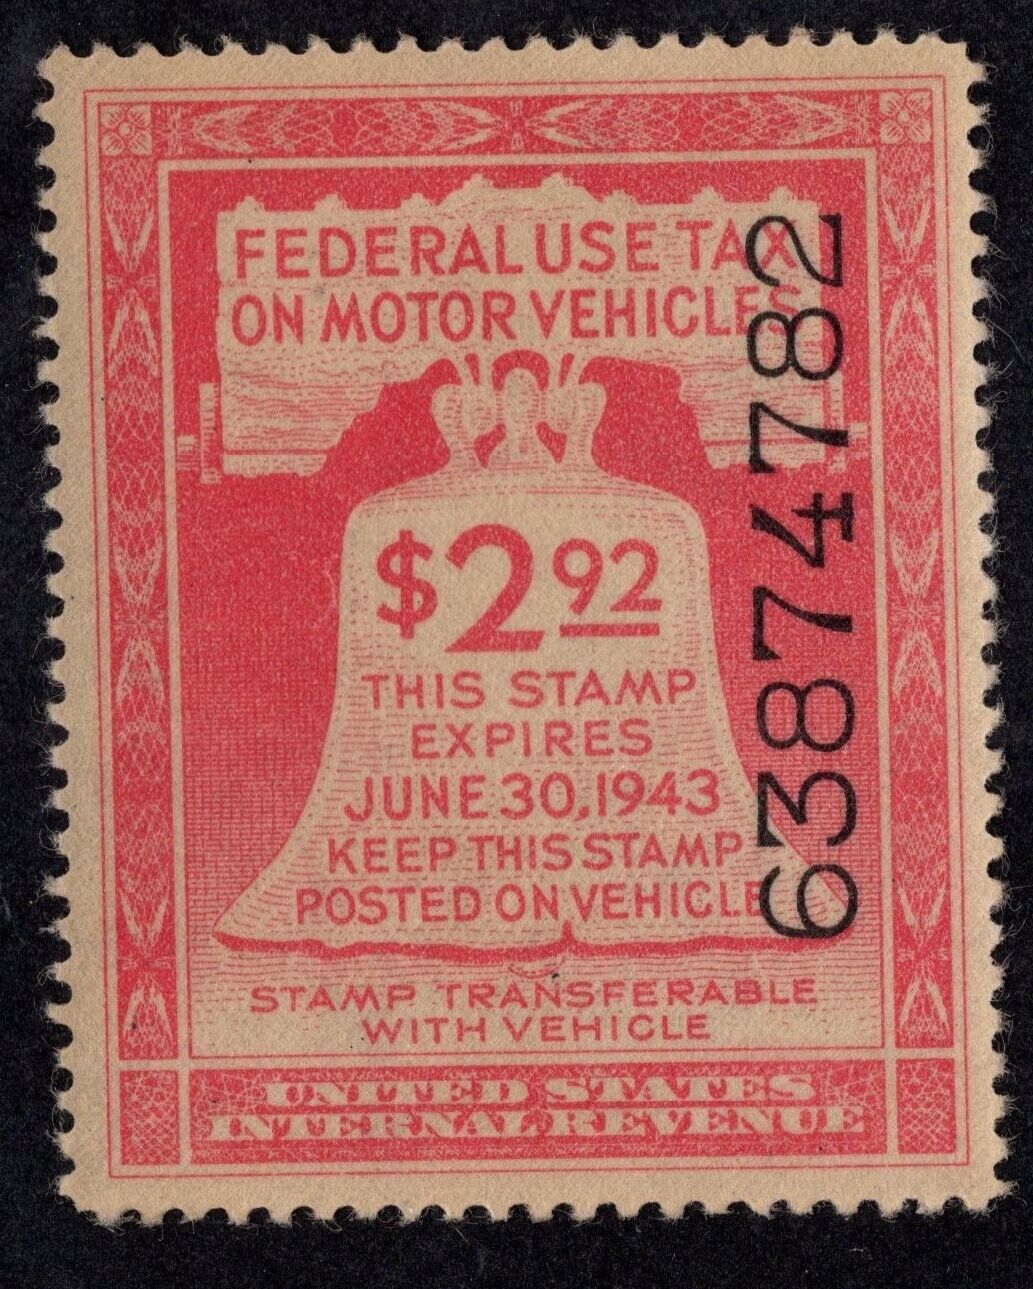 FEDERAL USE TAX
ON MOTOR VEHICLES
$2.92
THIS STAMP
EXPIRES
JUNE 30, 1943
KEEP THIS STAMP
POSTED ON VEHICLE
STAMP TRANSFERABLE
WITH VEHICLE
UNITED STATES
INTERNAL REVENUE
63874782